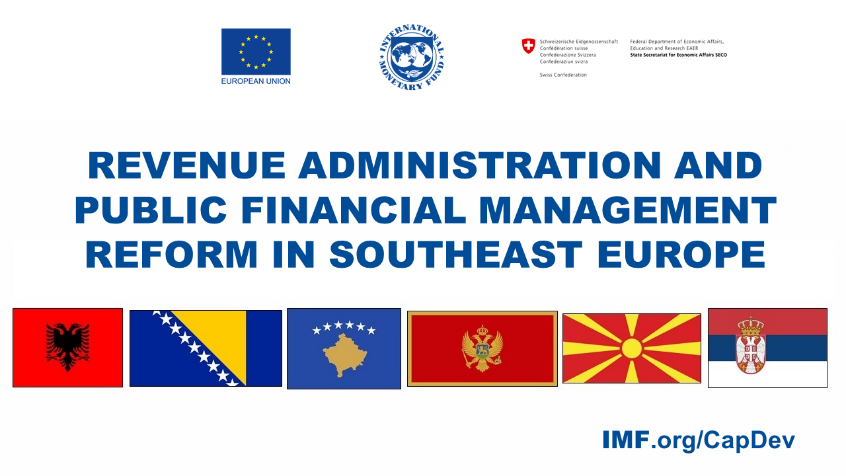 EUROPEAN UNION
INTERNATIONAL MONETARY FUND
Schweizerische Eidgenossenschaft
Confédération suisse
Confederazione Svizzera
Confederaziun svizra
Swiss Confederation
Federal Department of Economic Affairs,
Education and Research EAER
State Secretariat for Economic Affairs SECO
REVENUE ADMINISTRATION AND
PUBLIC FINANCIAL MANAGEMENT
REFORM IN SOUTHEAST EUROPE
IMF.org/CapDev